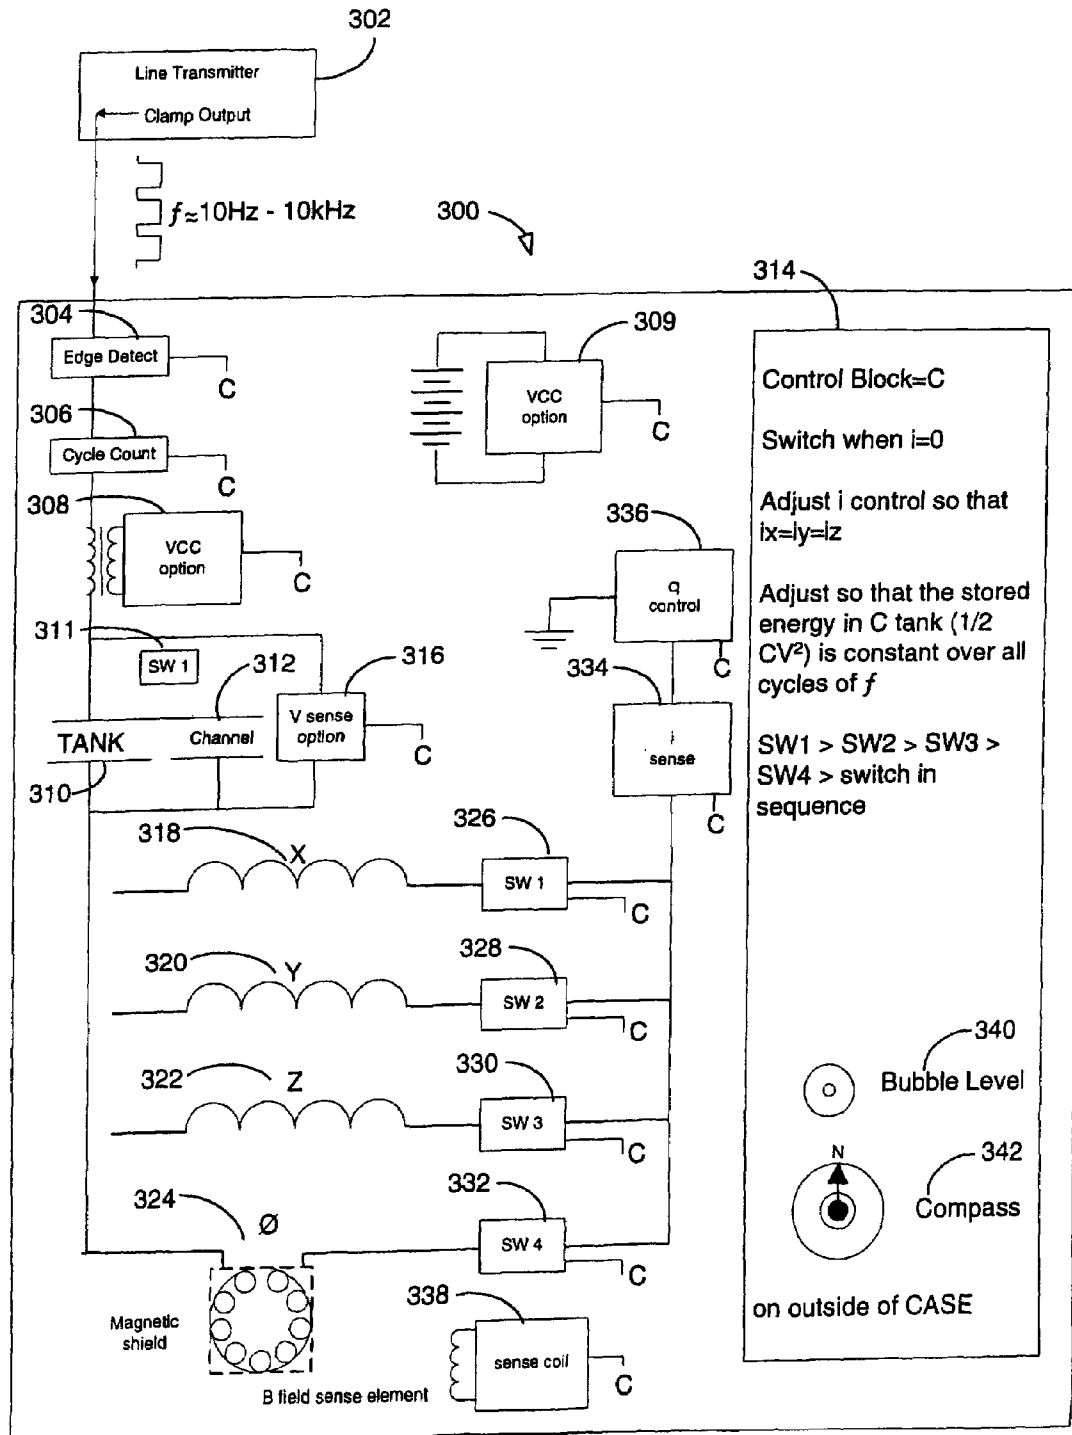 302
Line Transmitter
Clamp Output
f≈10Hz - 10kHz
300
314
304
Edge Detect
C
309
VCC
option
C
306
Cycle Count
C
308
VCC
option
C
336
q
control
C
311
SW 1
312
316
334
TANK
Channel
V sense
option
C
i
sense
C
310
318
X
326
SW 1
C
320
Y
328
SW 2
C
322
Z
330
SW 3
C
324
Ø
332
SW 4
C
Magnetic
shield
338
sense coil
C
B field sense element
Control Block=C
Switch when i=0
Adjust i control so that
ix=iy=iz
Adjust so that the stored
energy in C tank (1/2
CV²) is constant over all
cycles of f
SW1 > SW2 > SW3 >
SW4 > switch in
sequence
340
Bubble Level
N
342
Compass
on outside of CASE